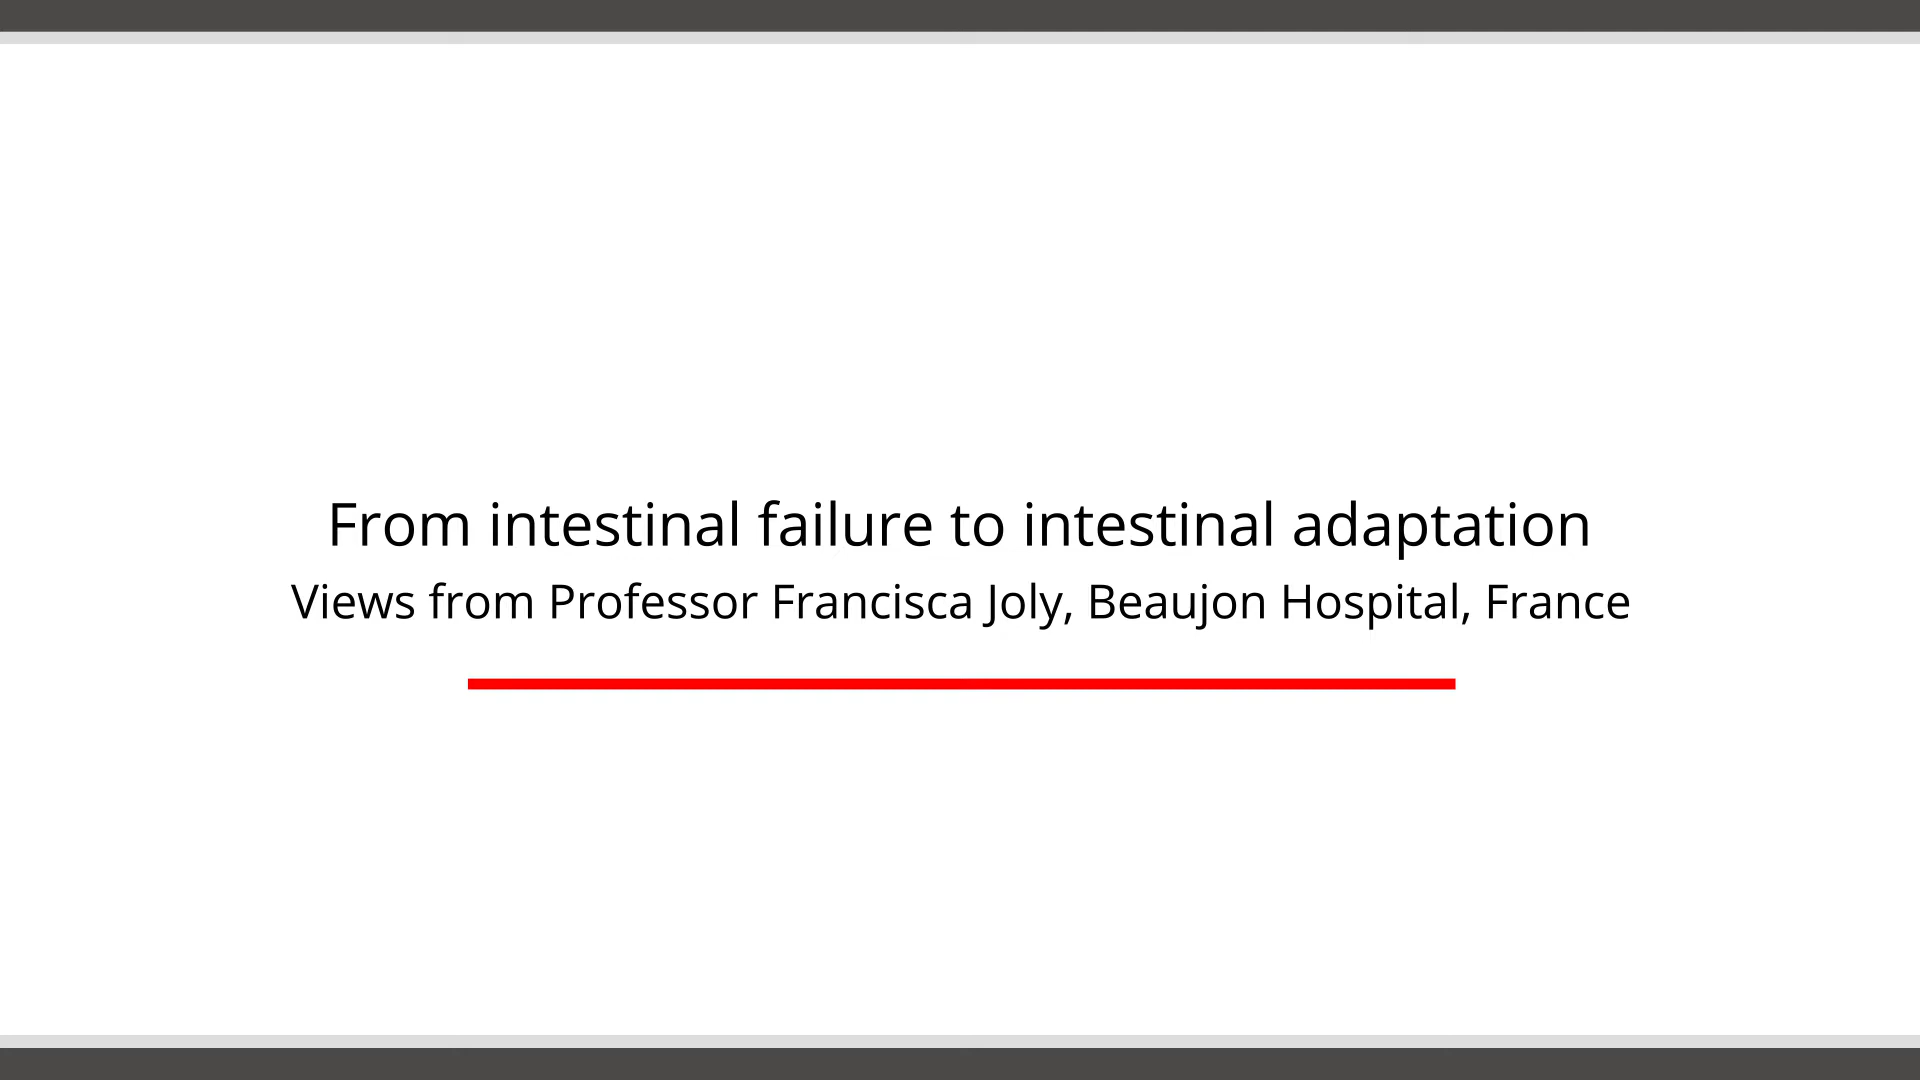 From intestinal failure to intestinal adaptation
Views from Professor Francisca Joly, Beaujon Hospital, France